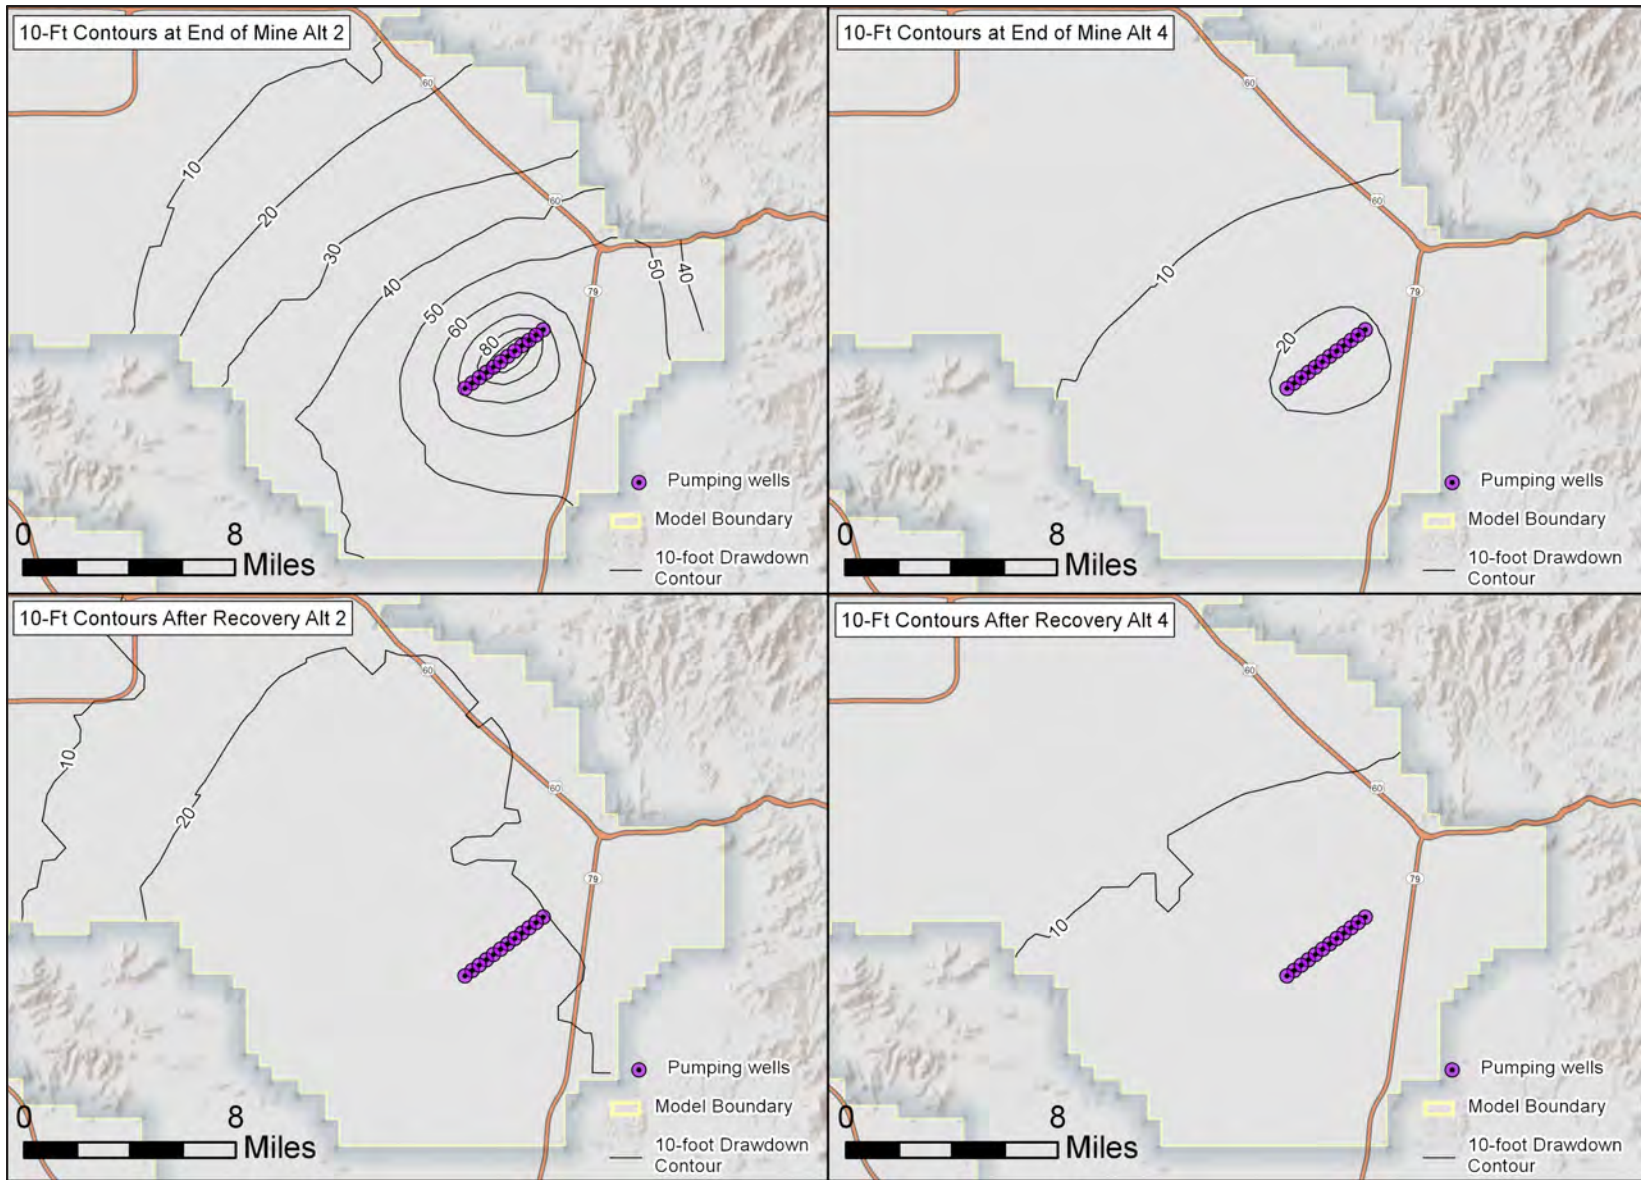 10-Ft Contours at End of Mine Alt 2
60
10
20
60
30
40
50
40
50
79
60
80
Pumping wells
Model Boundary
10-foot Drawdown
Contour
0 8
Miles
10-Ft Contours at End of Mine Alt 4
60
60
10
79
20
Pumping wells
Model Boundary
10-foot Drawdown
Contour
0 8
Miles
10-Ft Contours After Recovery Alt 2
60
10
60
20
79
Pumping wells
Model Boundary
10-foot Drawdown
Contour
0 8
Miles
10-Ft Contours After Recovery Alt 4
60
60
79
10
Pumping wells
Model Boundary
10-foot Drawdown
Contour
0 8
Miles